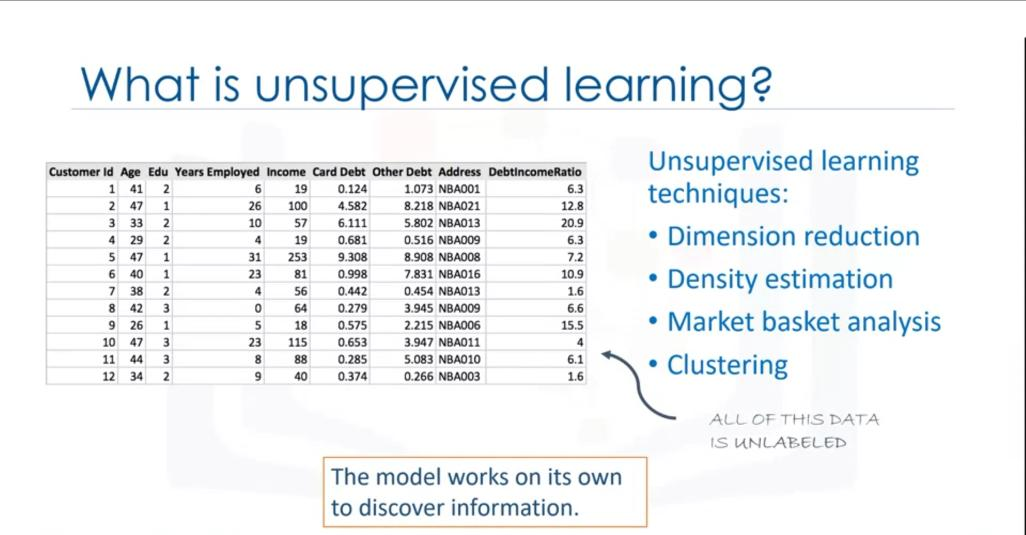 What is unsupervised learning?
Customer Id Age Edu Years Employed Income Card Debt Other Debt Address DebtIncomeRatio
1 41 2 6 19 0.124 1.073 NBA001 6.3
2 47 1 26 100 4.582 8.218 NBA021 12.8
3 33 2 10 57 6.111 5.802 NBA013 20.9
4 29 2 4 19 0.681 0.516 NBA009 6.3
5 47 1 31 253 9.308 8.908 NBA008 7.2
6 40 1 23 81 0.998 7.831 NBA016 10.9
7 38 2 4 56 0.442 0.454 NBA013 1.6
8 42 3 0 64 0.279 3.945 NBA009 6.6
9 26 1 5 18 0.575 2.215 NBA006 15.5
10 47 3 23 115 0.653 3.947 NBA011 4
11 44 3 8 88 0.285 5.083 NBA010 6.1
12 34 2 9 40 0.374 0.266 NBA003 1.6
Unsupervised learning
techniques:
• Dimension reduction
• Density estimation
• Market basket analysis
• Clustering
ALL OF THIS DATA
IS UNLABELED
The model works on its own
to discover information.